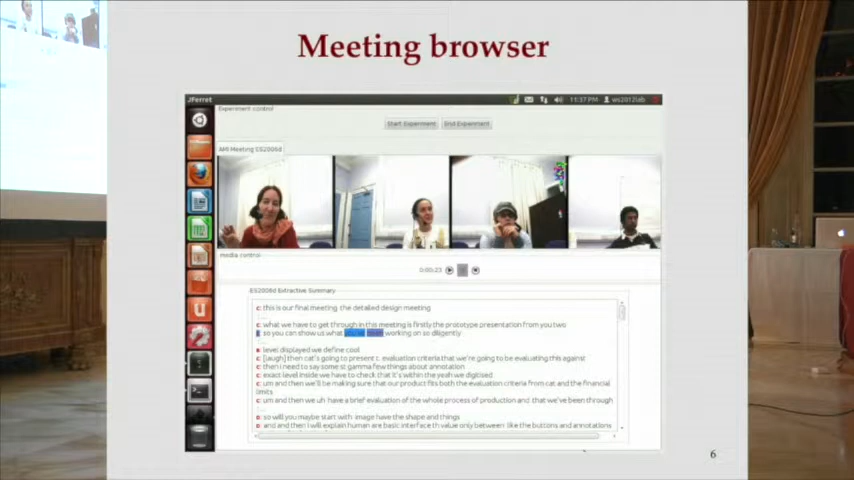 Meeting browser
JFerret
11:37 PM
ws2012lab
Experiment control
Start Experiment
End Experiment
AMI Meeting ES2006d
media control
0:00:23
ES2008d Extractive Summary
C: this is our final meeting, the detailed design meeting
C: what we have to get through in this meeting is firstly the prototype presentation from you two
so you can show us what you've been working on so diligently
B: level displayed we define cool
C: [laugh] then cat's going to present c. evaluation criteria that we're going to be evaluating this against
C: then i need to say some st gamma few things about annotation
C: exact level inside we have to check that it's within the yeah we digitised
C: um and then we'll be making sure that our product fits both the evaluation criteria from cat and the financial
limits
C: um and then we uh have a brief evaluation of the whole process of production and that we've been through
B: so will you maybe start with image have the shape and things
B: and and then I will explain human are basic interface th value only between like the buttons and annotations
6